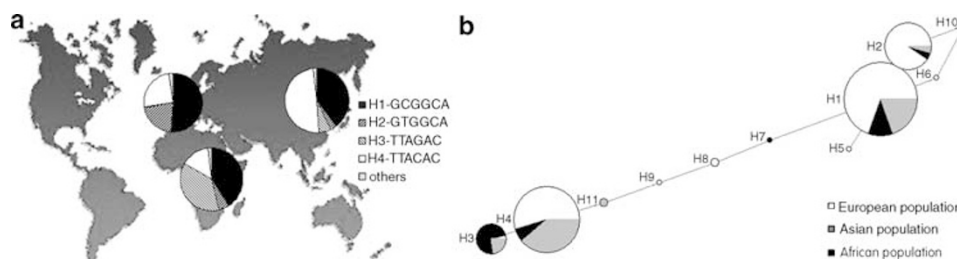 a
H1-GCGGCA
H2-GTGGCA
H3-TTAGAC
H4-TTACAC
others
b
H10
H2
H6
H1
H7
H5
H8
H9
H11
H4
H3
European population
Asian population
African population